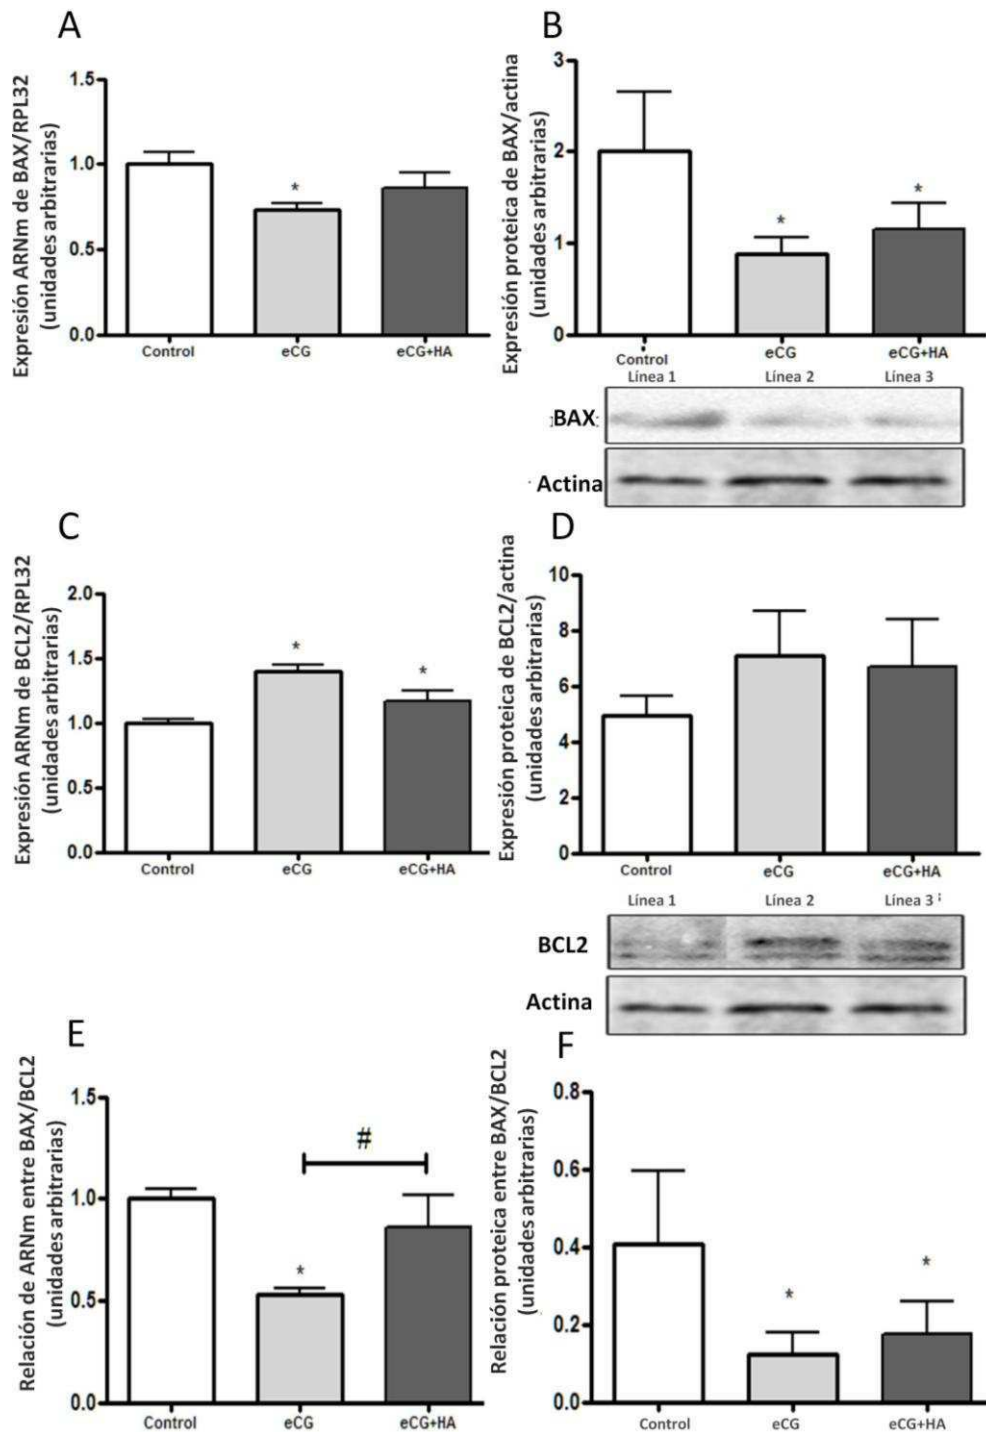 A
Expresión ARNm de BAX/RPL32
(unidades arbitrarias)
1.5
1.0
0.5
0.0
*
Control
eCG
eCG+HA
B
Expresión proteica de BAX/actina
(unidades arbitrarias)
3
2
1
0
*
*
Control
eCG
eCG+HA
Línea 1
Línea 2
Línea 3
BAX
Actina
C
Expresión ARNm de BCL2/RPL32
(unidades arbitrarias)
2.0
1.5
1.0
0.5
0.0
*
*
Control
eCG
eCG+HA
D
Expresión proteica de BCL2/actina
(unidades arbitrarias)
10
8
6
4
2
0
Control
eCG
eCG+HA
Línea 1
Línea 2
Línea 3
BCL2
Actina
E
Relación de ARNm entre BAX/BCL2
(unidades arbitrarias)
1.5
1.0
0.5
0.0
#
*
Control
eCG
eCG+HA
F
Relación proteica entre BAX/BCL2
(unidades arbitrarias)
0.8
0.6
0.4
0.2
0.0
*
*
Control
eCG
eCG+HA